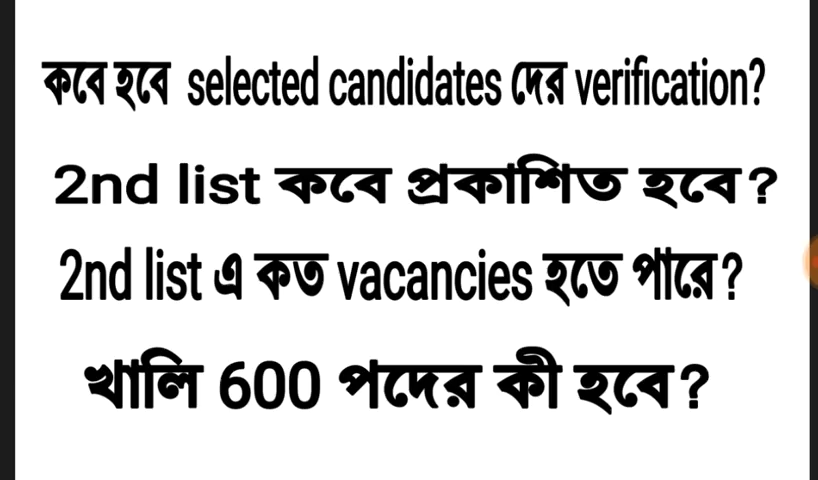 কবে হবে selected candidates দের verification?
2nd list কবে প্রকাশিত হবে?
2nd list এ কত vacancies হতে পারে?
খালি 600 পদের কী হবে?